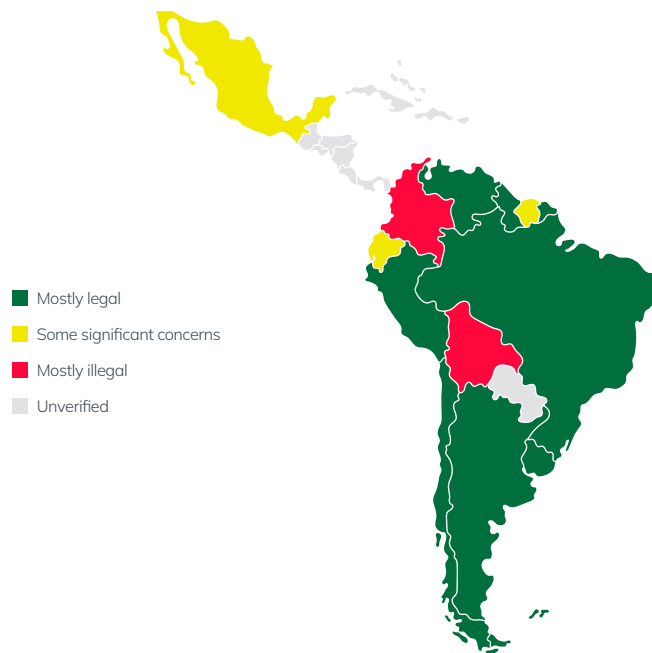 Mostly legal
Some significant concerns
Mostly illegal
Unverified